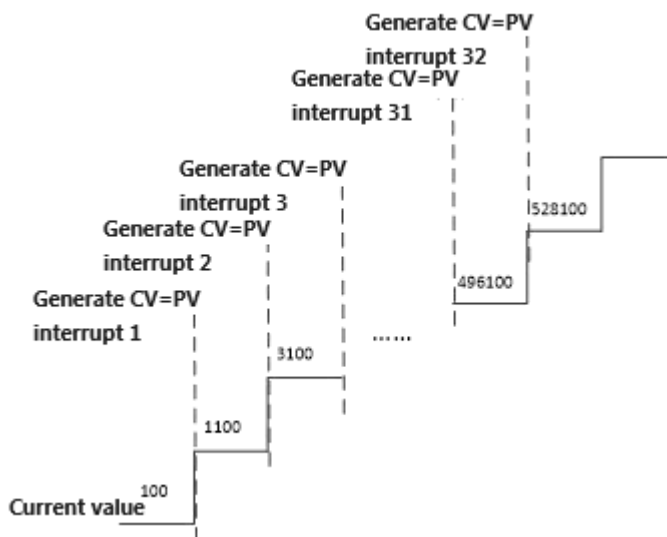 Generate CV=PV
interrupt 32
Generate CV=PV
interrupt 31
Generate CV=PV
interrupt 3
528100
Generate CV=PV
interrupt 2
496100
Generate CV=PV
interrupt 1
......
3100
1100
100
Current value